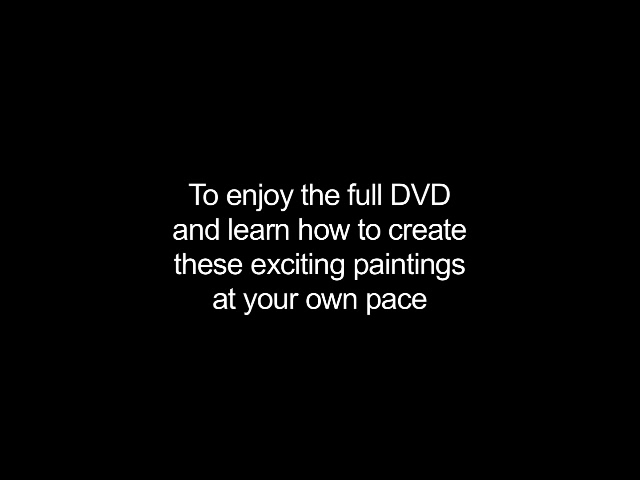 To enjoy the full DVD
and learn how to create
these exciting paintings
at your own pace